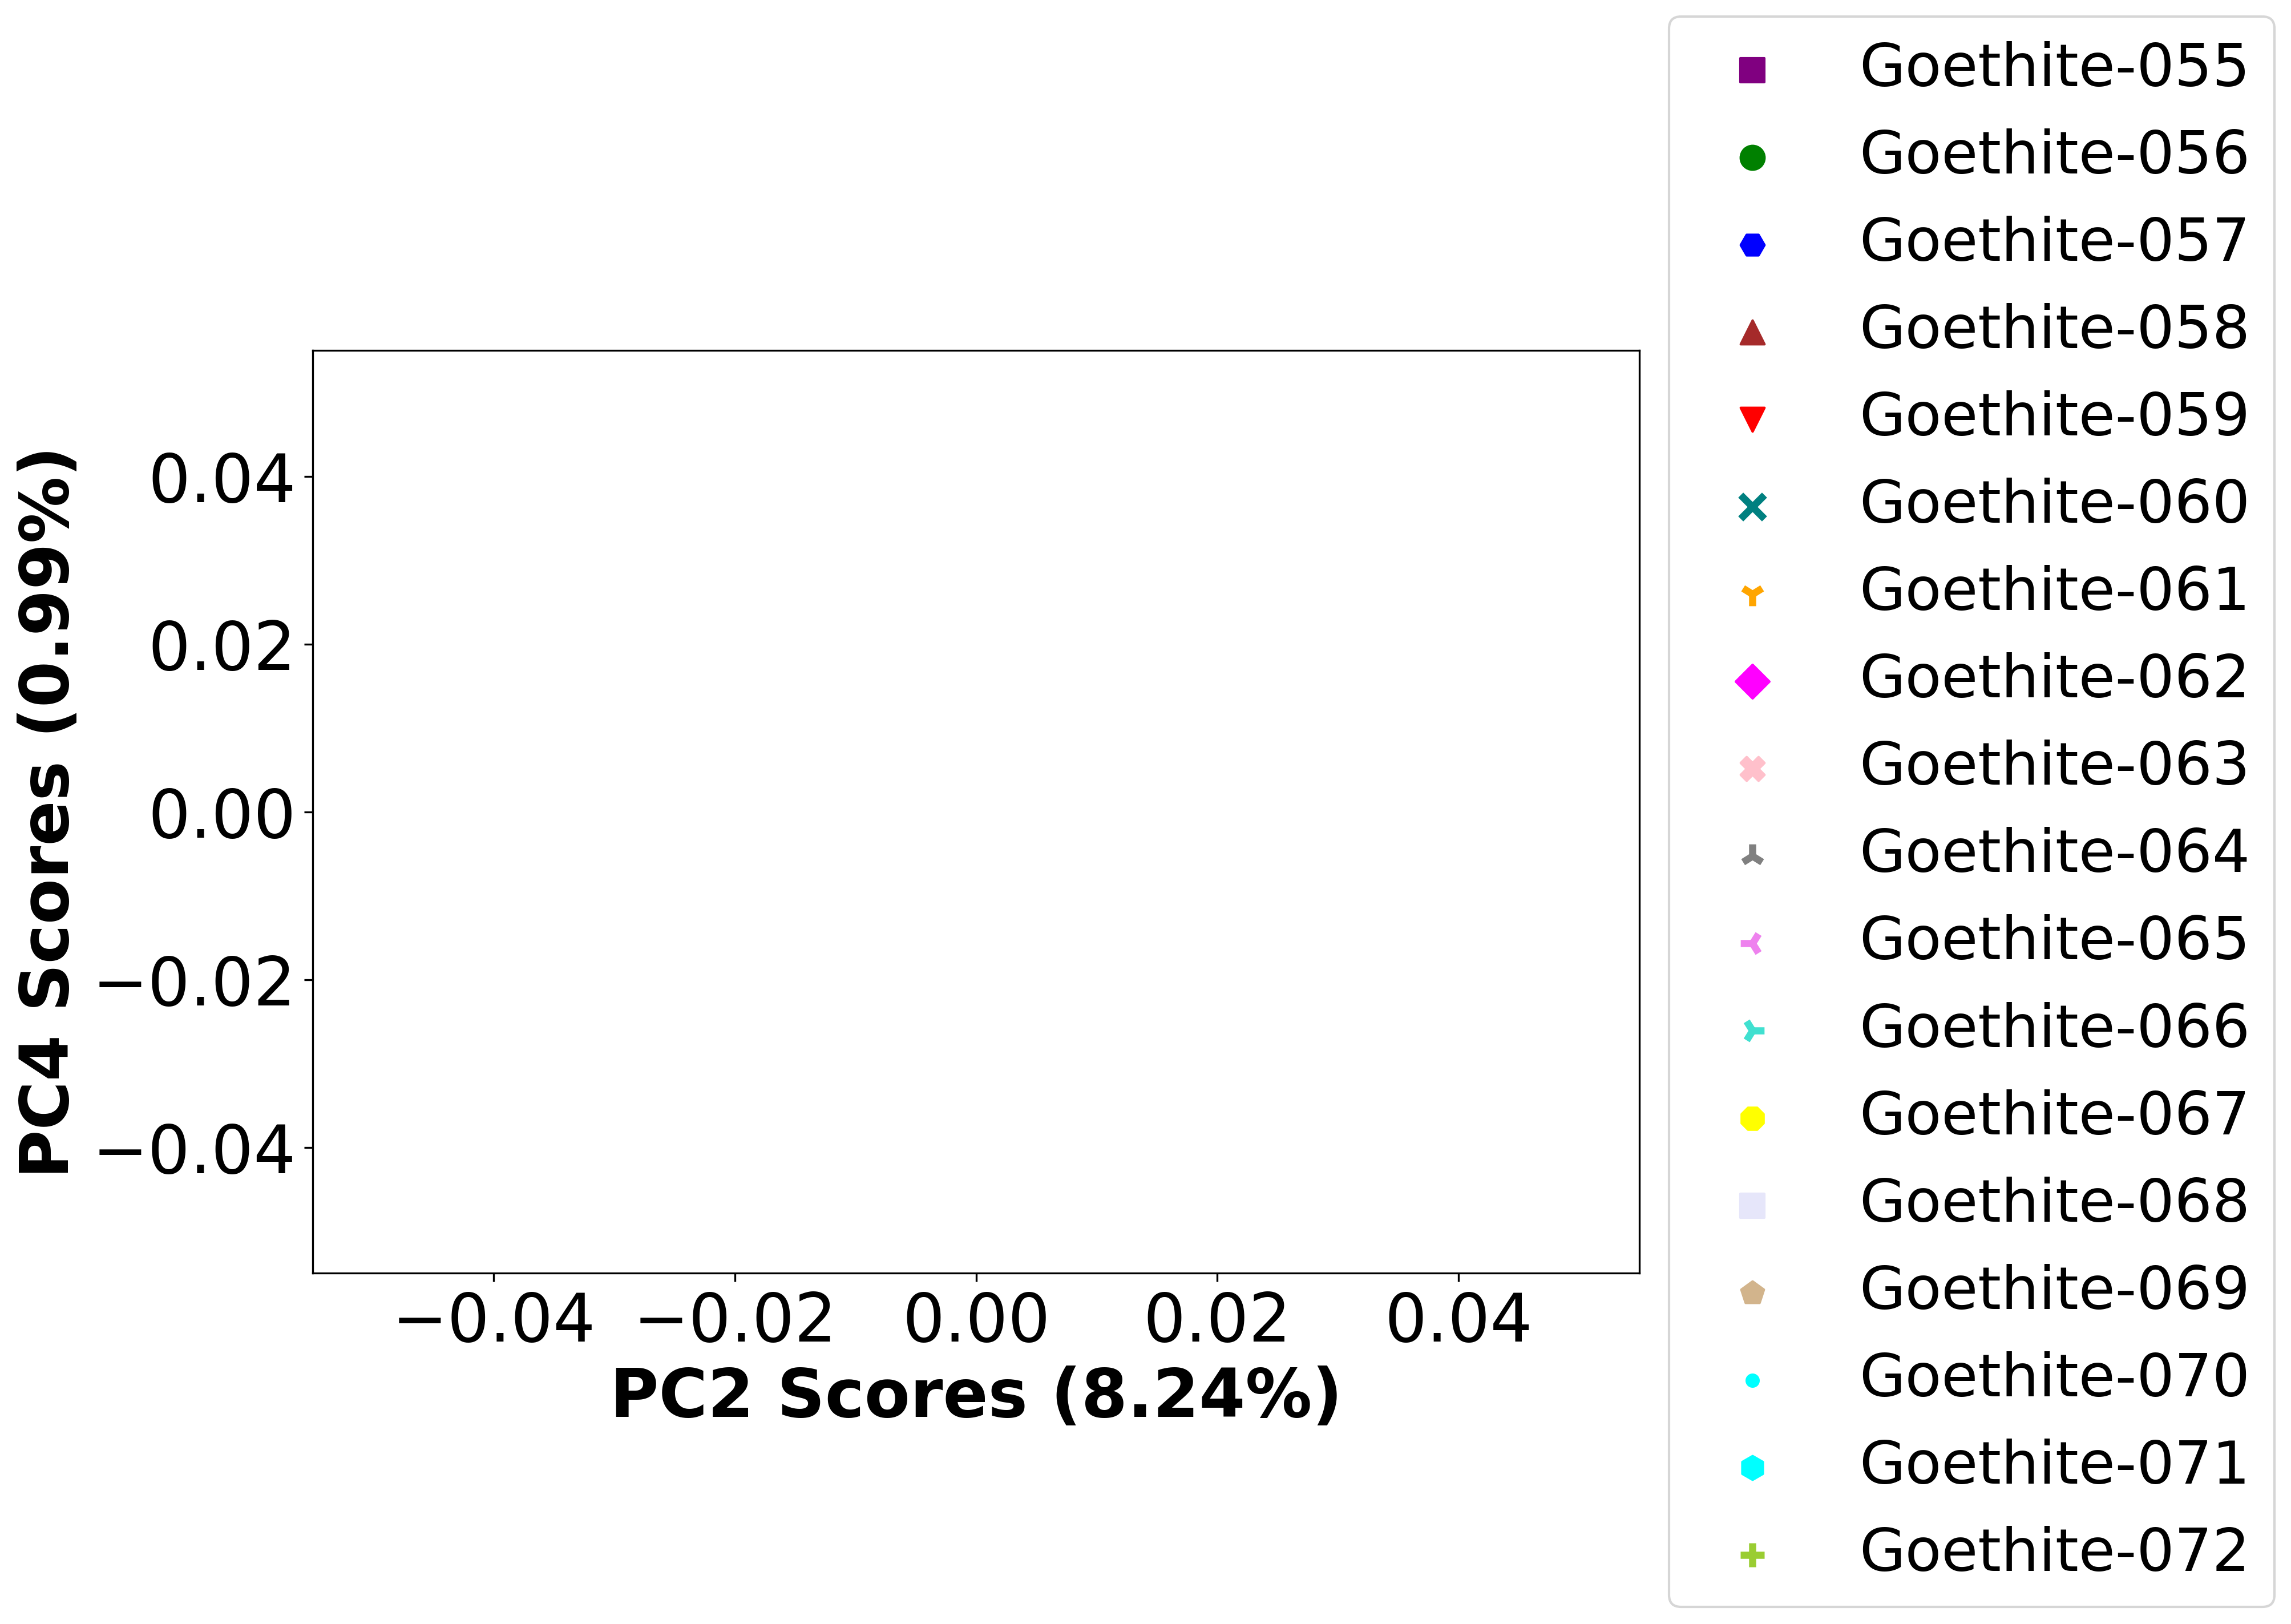 PC4 Scores (0.99%)
0.04
0.02
0.00
−0.02
−0.04
−0.04 −0.02 0.00 0.02 0.04
PC2 Scores (8.24%)
Goethite-055
Goethite-056
Goethite-057
Goethite-058
Goethite-059
Goethite-060
Goethite-061
Goethite-062
Goethite-063
Goethite-064
Goethite-065
Goethite-066
Goethite-067
Goethite-068
Goethite-069
Goethite-070
Goethite-071
Goethite-072